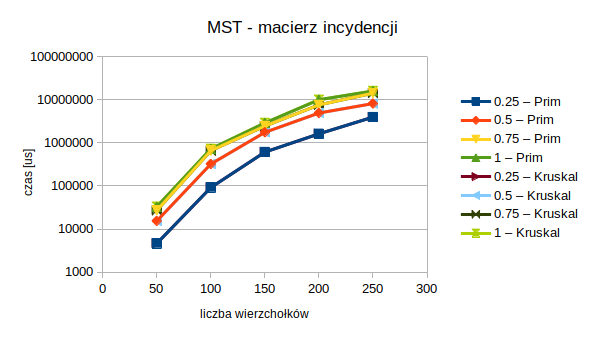 MST - macierz incydencji
100000000
10000000
1000000
100000
10000
1000
0 50 100 150 200 250 300
czas [us]
liczba wierzchołków
0.25 – Prim
0.5 – Prim
0.75 – Prim
1 – Prim
0.25 – Kruskal
0.5 – Kruskal
0.75 – Kruskal
1 – Kruskal